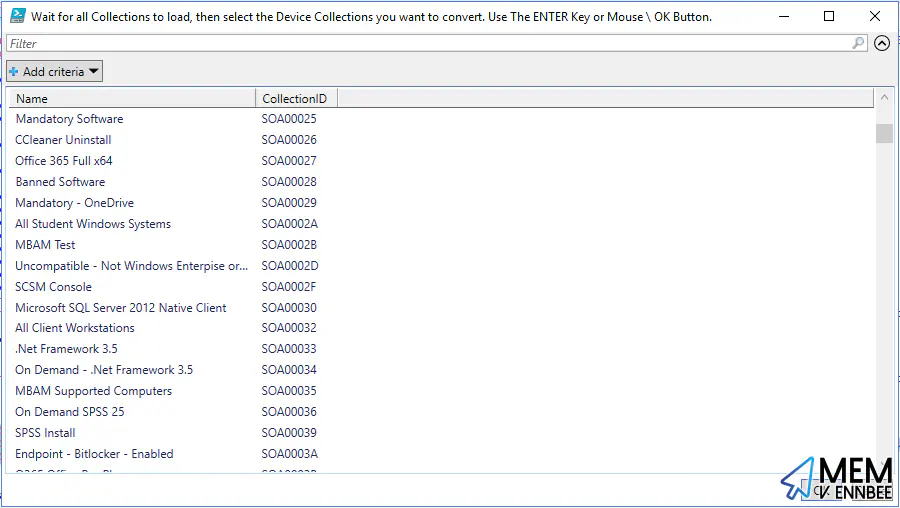 Wait for all Collections to load, then select the Device Collections you want to convert. Use The ENTER Key or Mouse \ OK Button.
Filter
Add criteria
Name CollectionID
Mandatory Software SOA00025
CCleaner Uninstall SOA00026
Office 365 Full x64 SOA00027
Banned Software SOA00028
Mandatory - OneDrive SOA00029
All Student Windows Systems SOA0002A
MBAM Test SOA0002B
Uncompatible - Not Windows Enterpise or... SOA0002D
SCSM Console SOA0002F
Microsoft SQL Server 2012 Native Client SOA00030
All Client Workstations SOA00032
.Net Framework 3.5 SOA00033
On Demand - .Net Framework 3.5 SOA00034
MBAM Supported Computers SOA00035
On Demand SPSS 25 SOA00036
SPSS Install SOA00039
Endpoint - Bitlocker - Enabled SOA0003A
MEM
V ENNBEE